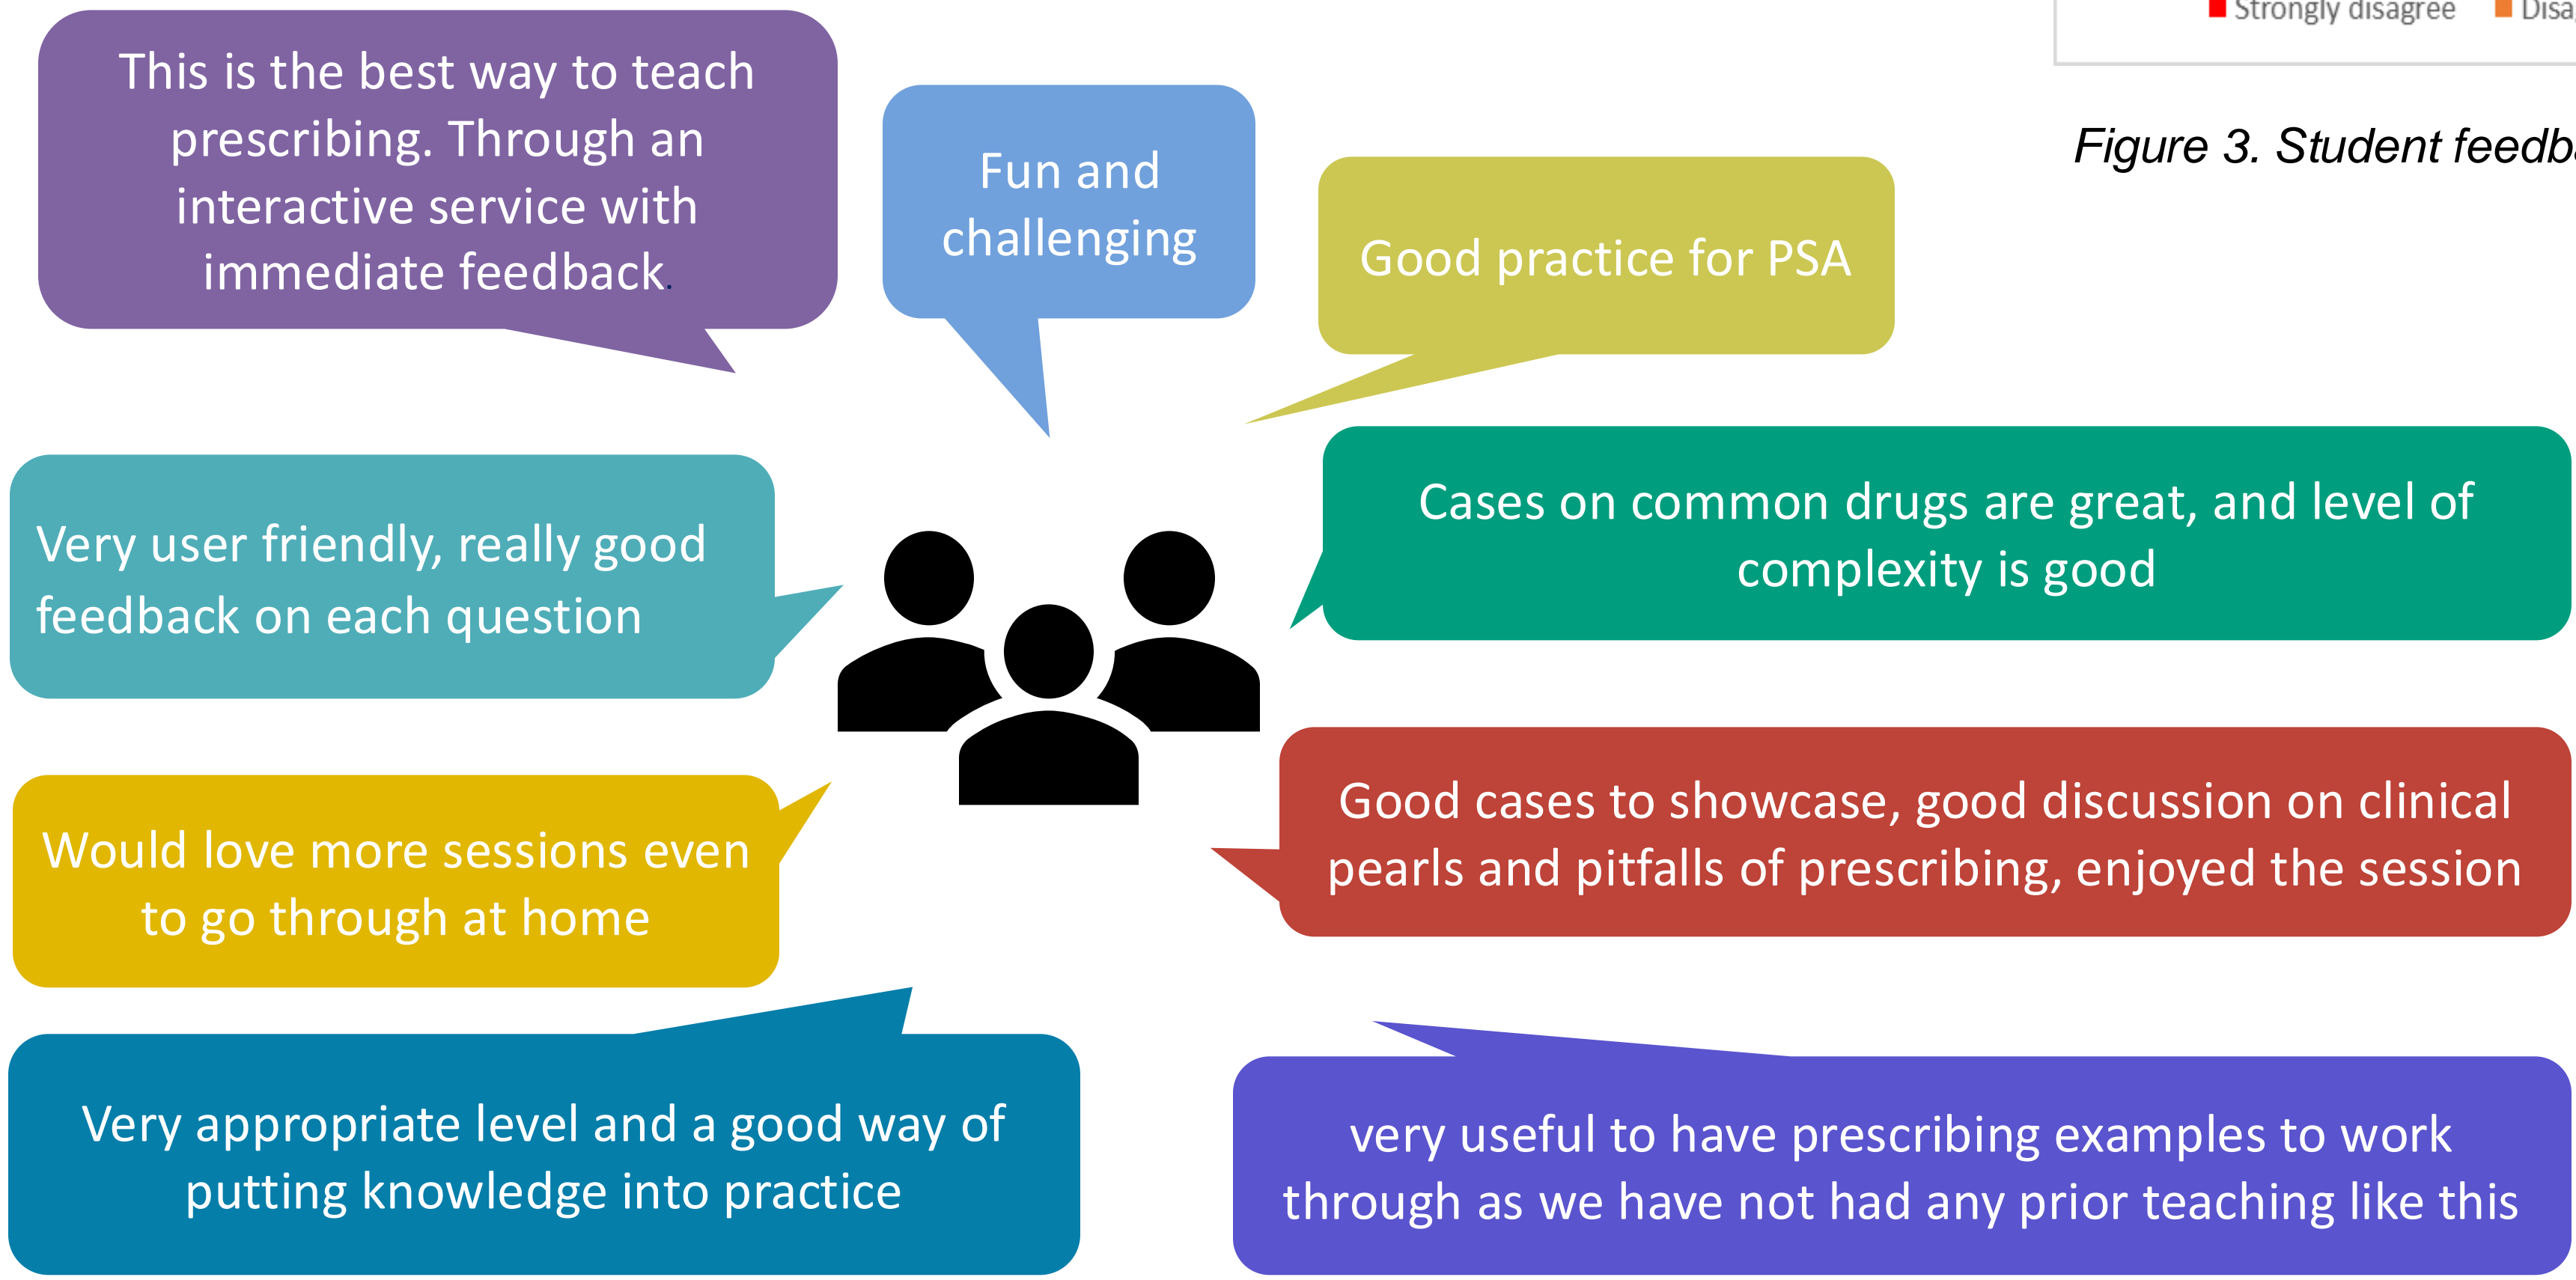 Strongly disagree
This is the best way to teach
prescribing. Through an
interactive service with
immediate feedback.
Fun and
challenging
Good practice for PSA
Figure 3. Student
Very user friendly, really good
feedback on each question
Cases on common drugs are great, and level of
complexity is good
Would love more sessions even
to go through at home
Good cases to showcase, good discussion on clinical
pearls and pitfalls of prescribing, enjoyed the session
Very appropriate level and a good way of
putting knowledge into practice
very useful to have prescribing examples to work
through as we have not had any prior teaching like this